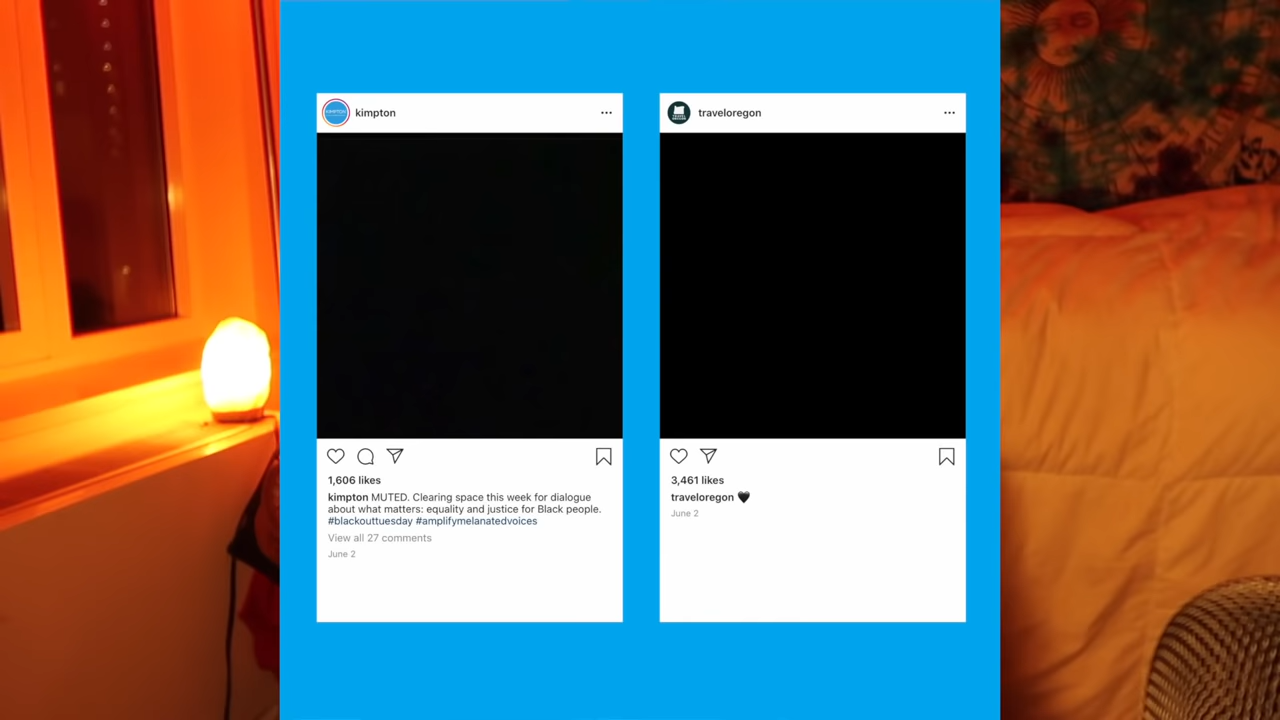 kimpton
1,606 likes
kimpton MUTED. Clearing space this week for dialogue
about what matters: equality and justice for Black people.
#blackouttuesday #amplifymelanatedvoices
View all 27 comments
June 2
traveloregon
3,461 likes
traveloregon 🖤
June 2